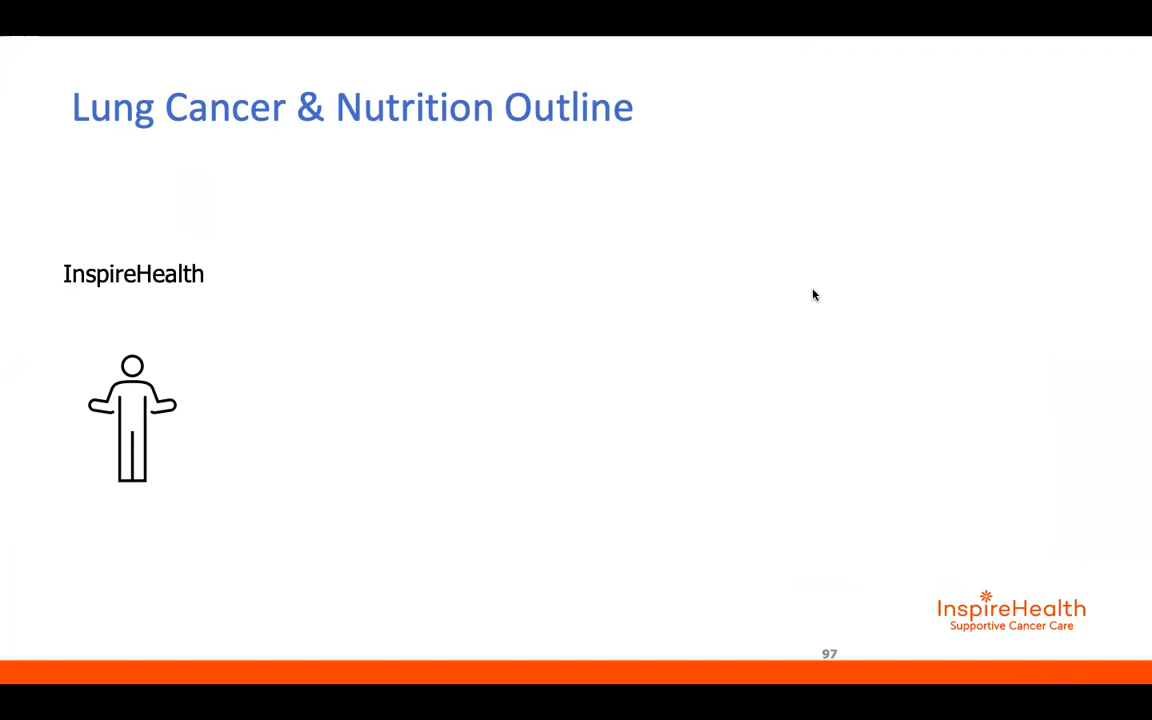 Lung Cancer & Nutrition Outline
InspireHealth
InspireHealth
Supportive Cancer Care
97